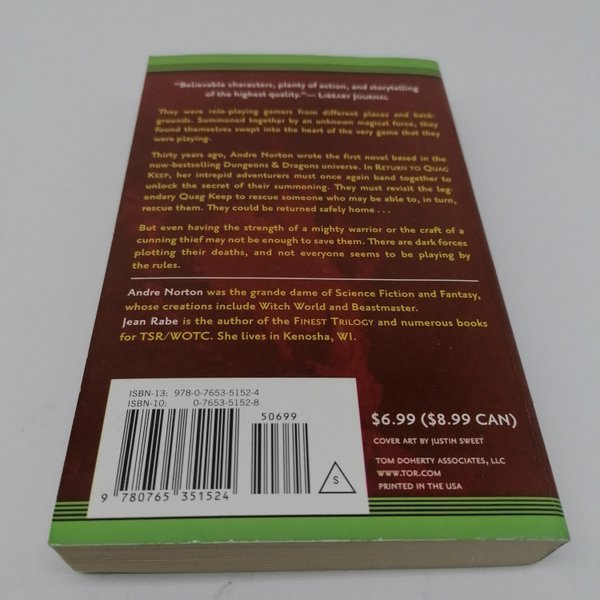 "Believable characters, plenty of action, and storytelling
of the highest quality."—LIBRARY JOURNAL
They were role-playing gamers from different places and back-
grounds. Summoned together by an unknown magical force, they
found themselves swept into the heart of the very game that they
were playing.
Thirty years ago, Andre Norton wrote the first novel based in the
now-bestselling Dungeons & Dragons universe. In RETURN TO QUAG
KEEP, her intrepid adventurers must once again band together to
unlock the secret of their summoning. They must revisit the leg-
endary Quag Keep to rescue someone who may be able to, in turn,
rescue them. They could be returned safely home . . .
But even having the strength of a mighty warrior or the craft of a
cunning thief may not be enough to save them. There are dark forces
plotting their deaths, and not everyone seems to be playing by
the rules.
Andre Norton was the grande dame of Science Fiction and Fantasy,
whose creations include Witch World and Beastmaster.
Jean Rabe is the author of the FINEST TRILOGY and numerous books
for TSR/WOTC. She lives in Kenosha, WI.
ISBN-13: 978-0-7653-5152-4
ISBN-10: 0-7653-5152-8
50699
9 780765 351524
S
$6.99 ($8.99 CAN)
COVER ART BY JUSTIN SWEET
TOM DOHERTY ASSOCIATES, LLC
WWW.TOR.COM
PRINTED IN THE USA